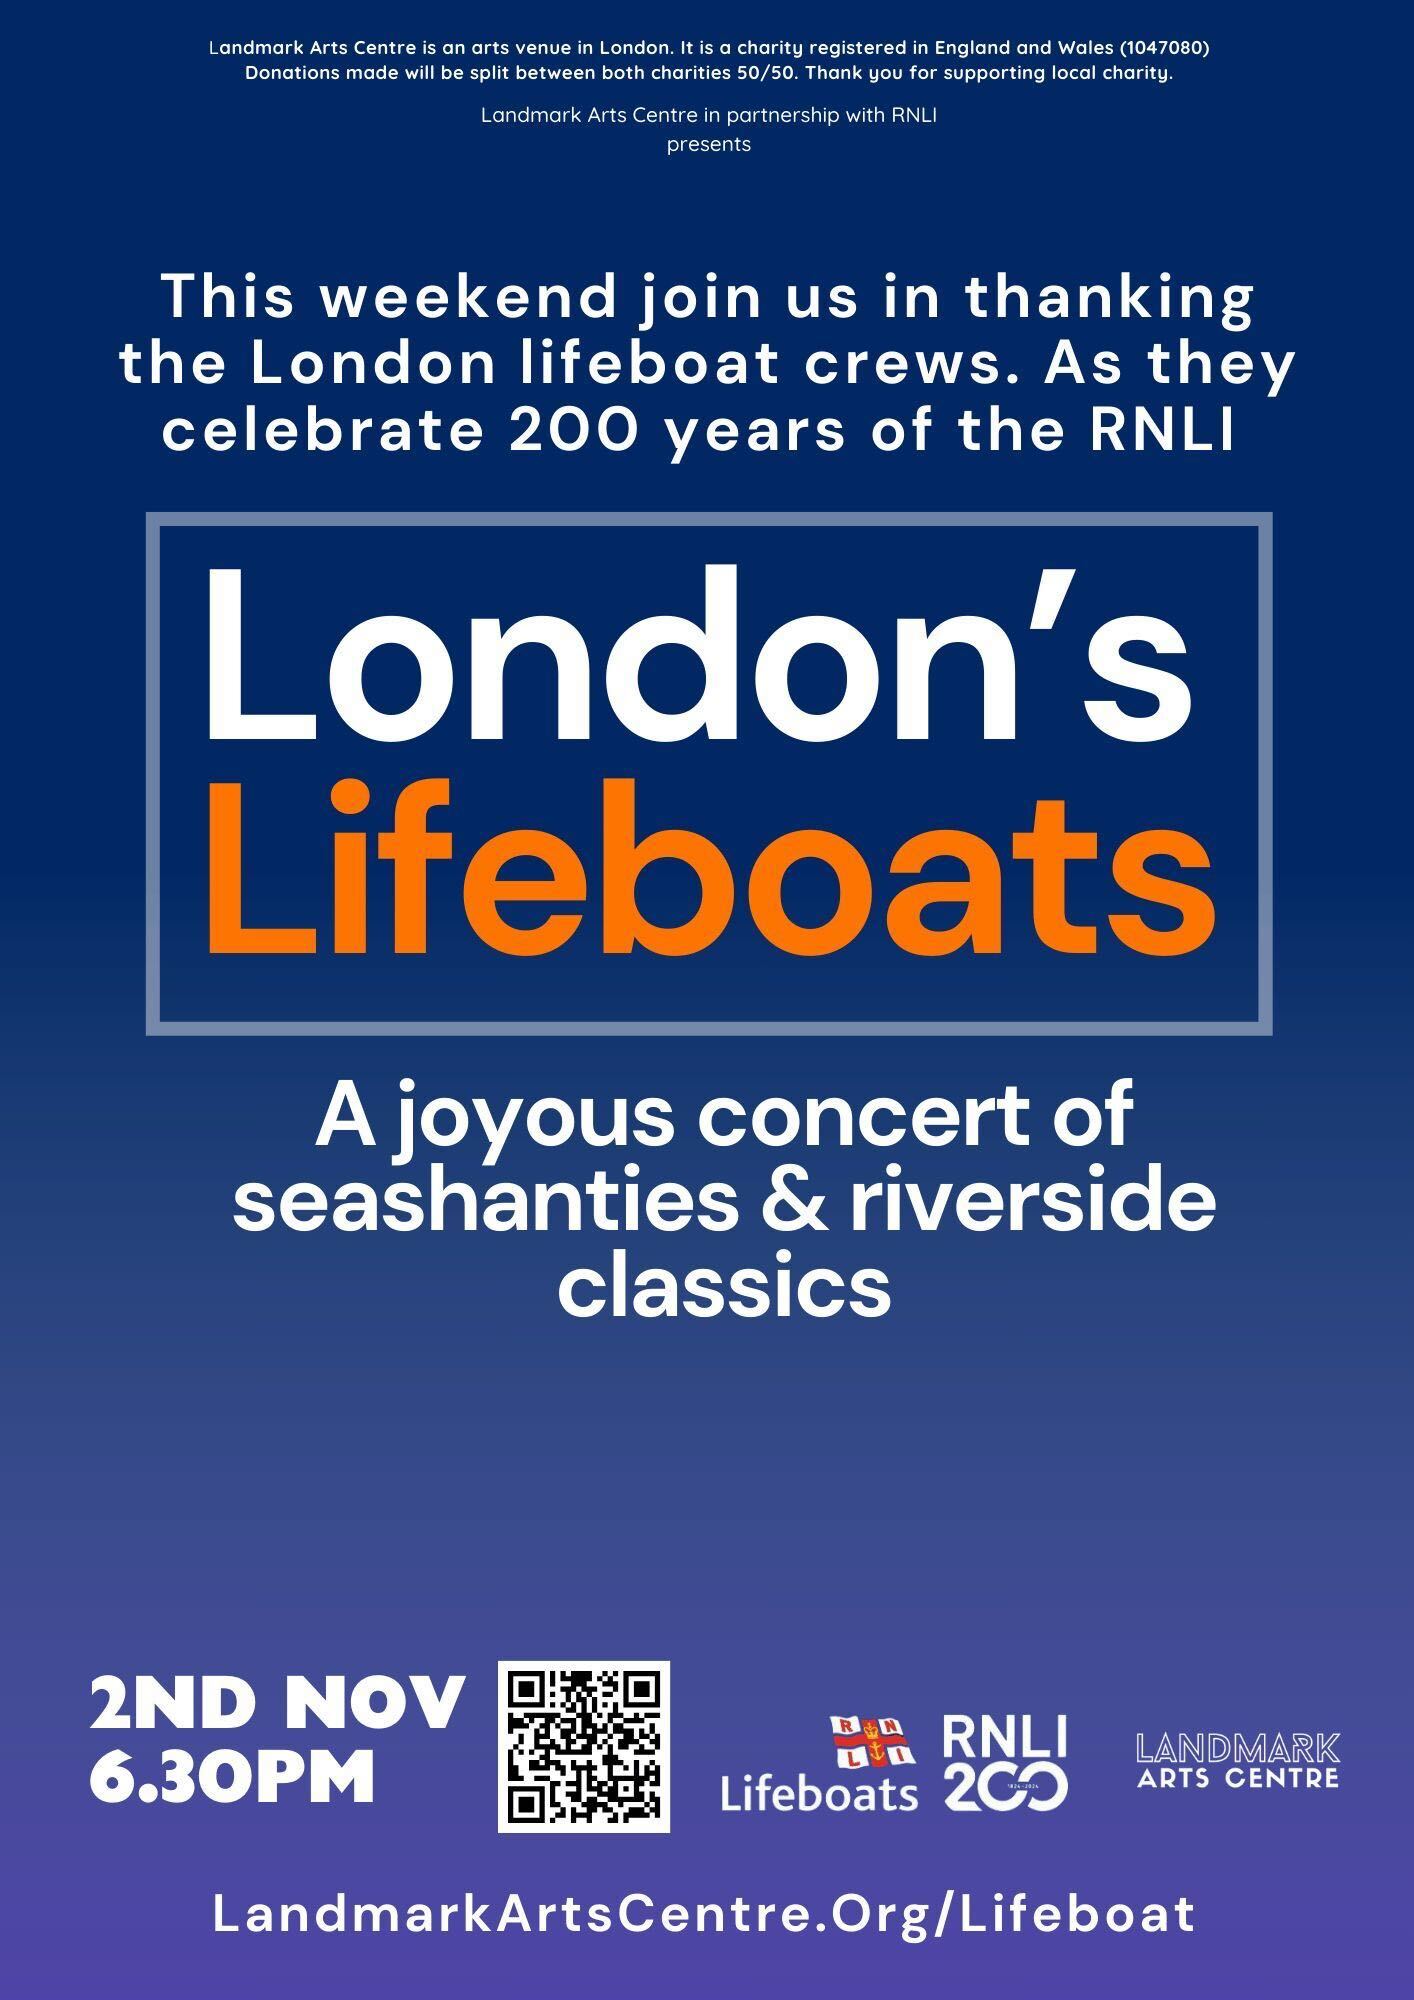 Landmark Arts Centre is an arts venue in London. It is a charity registered in England and Wales (1047080)
Donations made will be split between both charities 50/50. Thank you for supporting local charity.
Landmark Arts Centre in partnership with RNLI
presents
This weekend join us in thanking
the London lifeboat crews. As they
celebrate 200 years of the RNLI
London's
Lifeboats
A joyous concert of
seashanties & riverside
classics
2ND NOV
6.30PM
R N
L I
Lifeboats
RNLI
200
1824-2024
LANDMARK
ARTS CENTRE
LandmarkArtsCentre.Org/Lifeboat